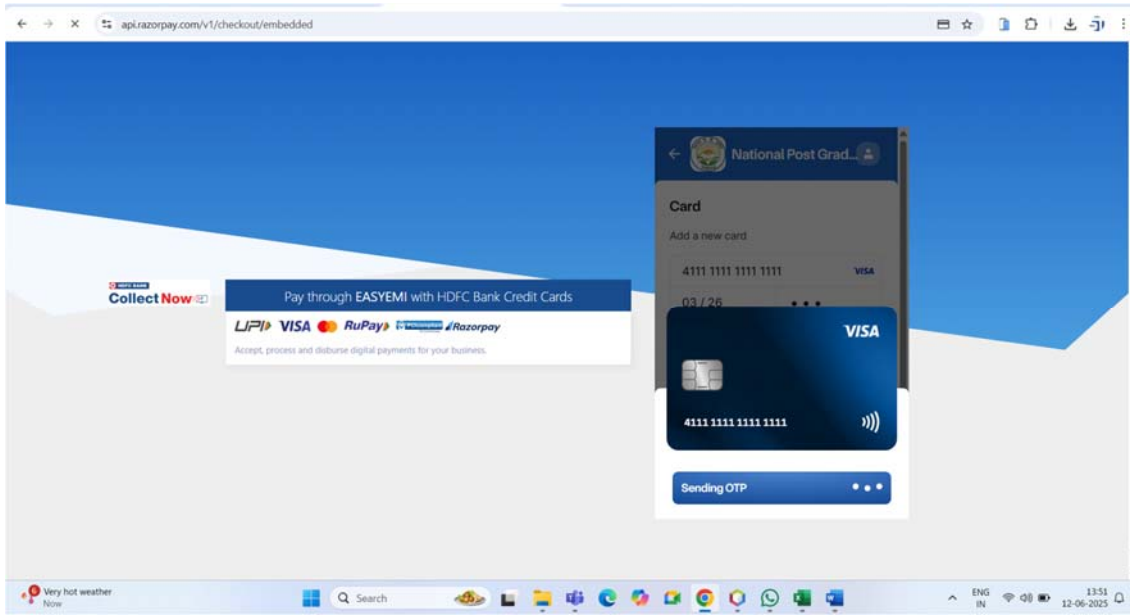 api.razorpay.com/v1/checkout/embedded
National Post Grad...
Card
Add a new card
4111 1111 1111 1111 VISA
03 / 26
HDFC BANK
Collect Now
Pay through EASYEMI with HDFC Bank Credit Cards
UPI VISA RuPay Razorpay
Accept, process and disburse digital payments for your business.
VISA
4111 1111 1111 1111
Sending OTP
6
Very hot weather
Now
Search
ENG
IN
13:51
12-06-2025